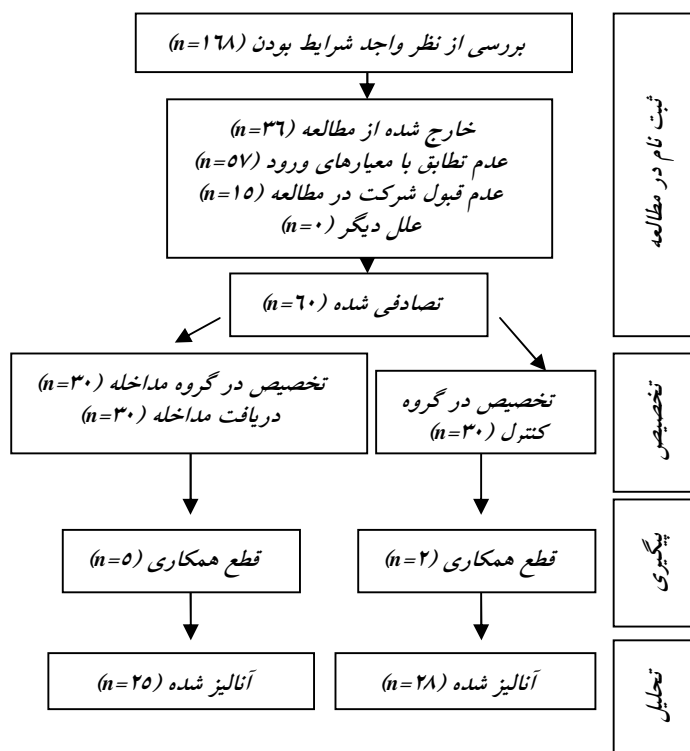 بررسی از نظر واجد شرایط بودن (n=۱۶۸)
خارج شده از مطالعه (n=۳۶)
عدم تطابق با معیارهای ورود (n=۵۷)
عدم قبول شرکت در مطالعه (n=۱۵)
علل دیگر (n=۰)
تصادفی شده (n=۶۰)
ثبت نام در مطالعه
تخصیص در گروه مداخله (n=۳۰)
دریافت مداخله (n=۳۰)
تخصیص در گروه
کنترل (n=۳۰)
تخصیص
قطع همکاری (n=۵)
قطع همکاری (n=۲)
پیگیری
آنالیز شده (n=۲۵)
آنالیز شده (n=۲۸)
تحلیل